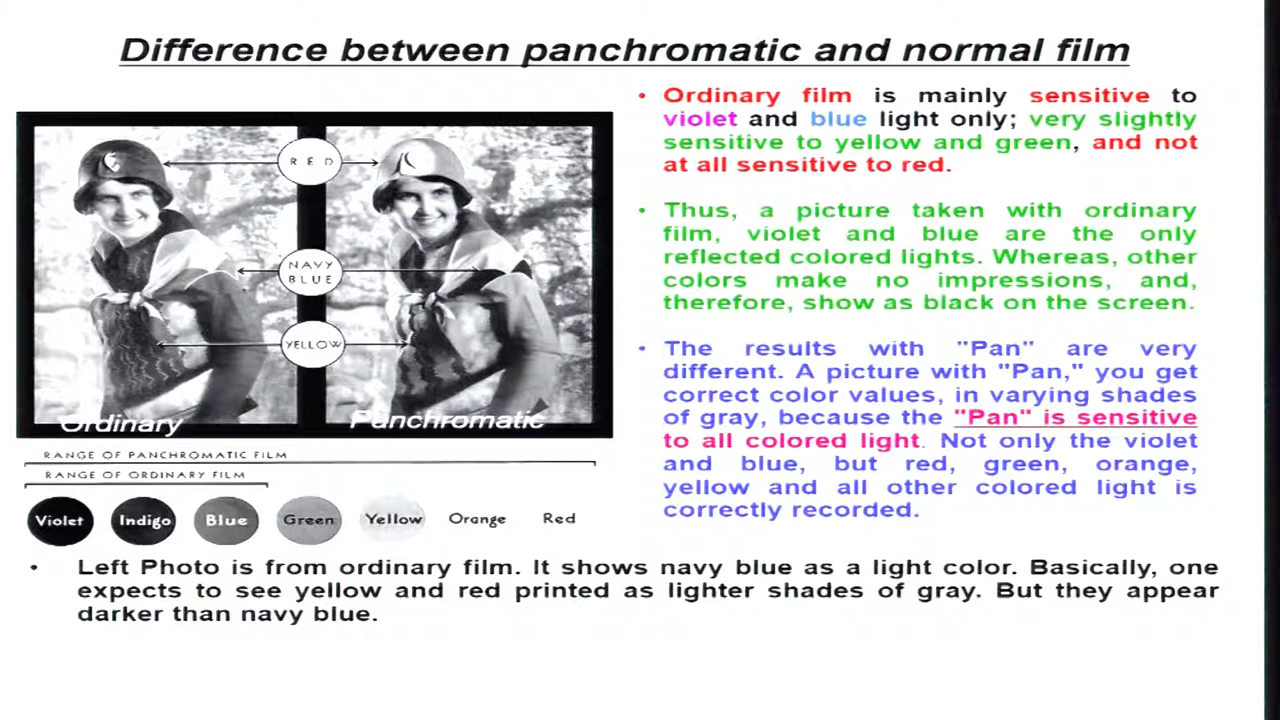 Difference between panchromatic and normal film
RED
NAVY
BLUE
YELLOW
Ordinary
Panchromatic
RANGE OF PANCHROMATIC FILM
RANGE OF ORDINARY FILM
Violet Indigo Blue Green Yellow Orange Red
• Ordinary film is mainly sensitive to
violet and blue light only; very slightly
sensitive to yellow and green, and not
at all sensitive to red.
• Thus, a picture taken with ordinary
film, violet and blue are the only
reflected colored lights. Whereas, other
colors make no impressions, and,
therefore, show as black on the screen.
• The results with "Pan" are very
different. A picture with "Pan," you get
correct color values, in varying shades
of gray, because the "Pan" is sensitive
to all colored light. Not only the violet
and blue, but red, green, orange,
yellow and all other colored light is
correctly recorded.
• Left Photo is from ordinary film. It shows navy blue as a light color. Basically, one
expects to see yellow and red printed as lighter shades of gray. But they appear
darker than navy blue.